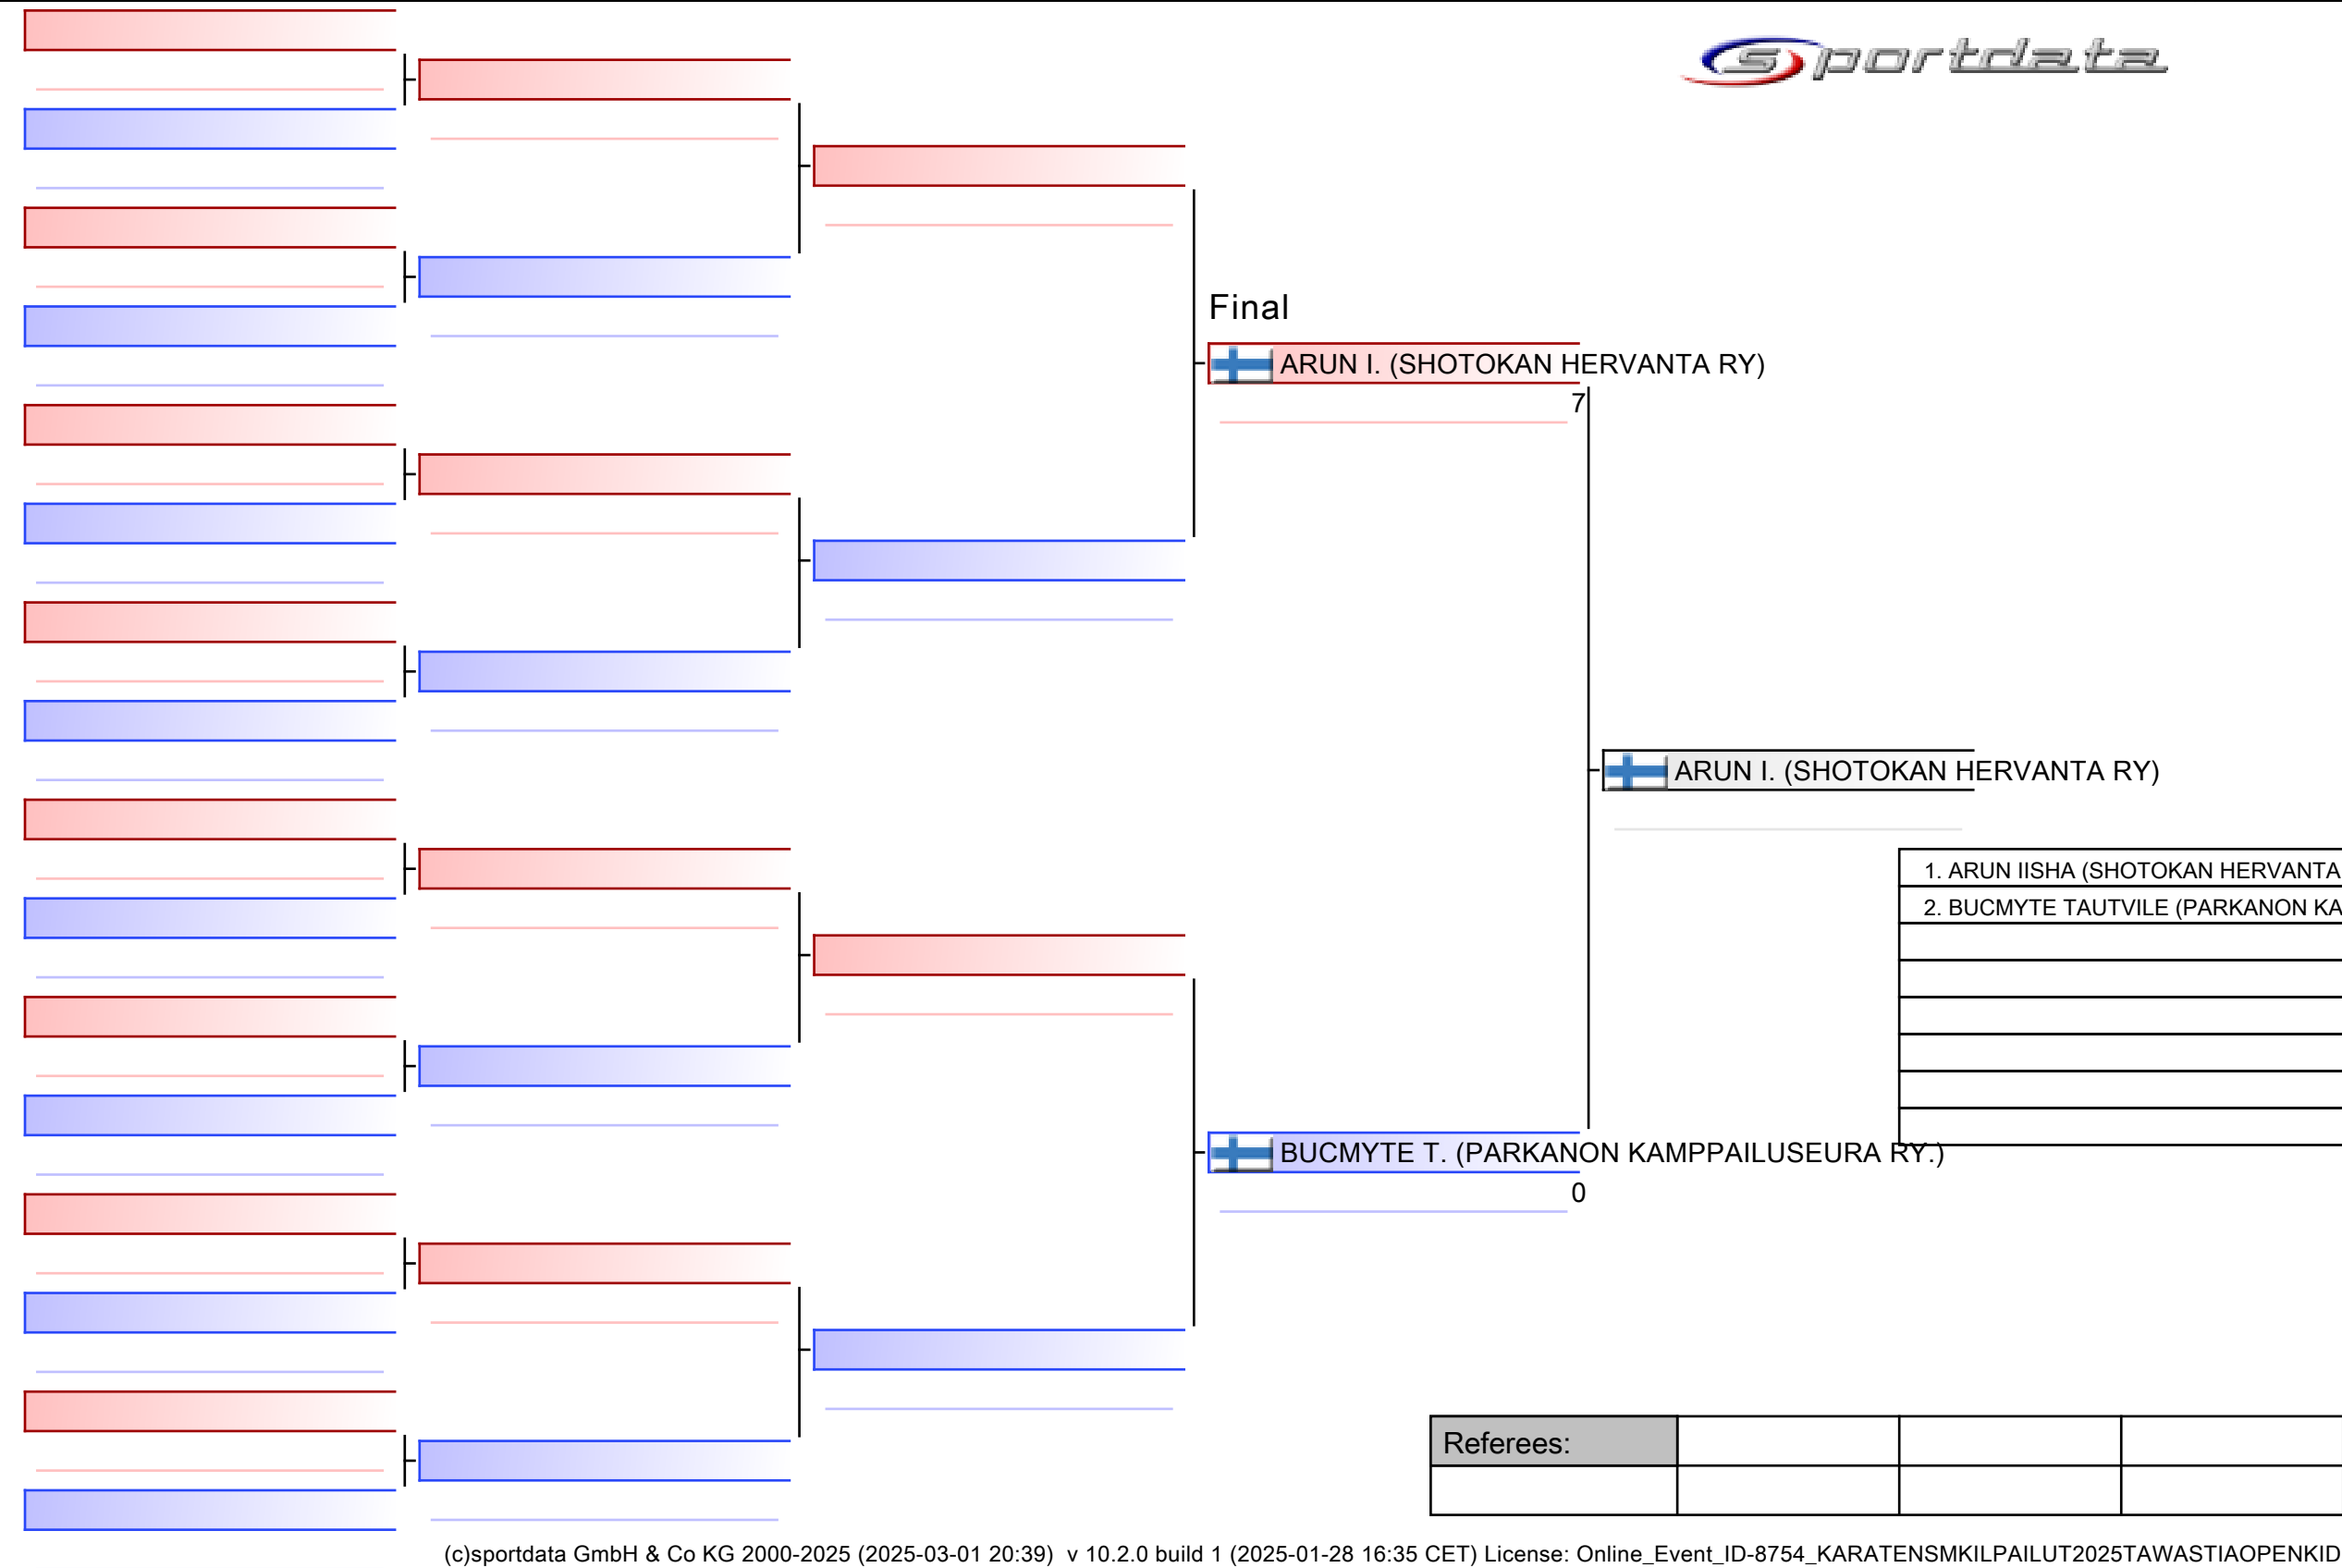 sportdata
Final
ARUN I. (SHOTOKAN HERVANTA RY)
7
ARUN I. (SHOTOKAN HERVANTA RY)
1. ARUN IISHA (SHOTOKAN HERVANTA
2. BUCMYTE TAUTVILE (PARKANON KA
BUCMYTE T. (PARKANON KAMPPAILUSEURA RY.)
0
Referees:
(c)sportdata GmbH & Co KG 2000-2025 (2025-03-01 20:39) v 10.2.0 build 1 (2025-01-28 16:35 CET) License: Online_Event_ID-8754_KARATENSMKILPAILUT2025TAWASTIAOPENKID